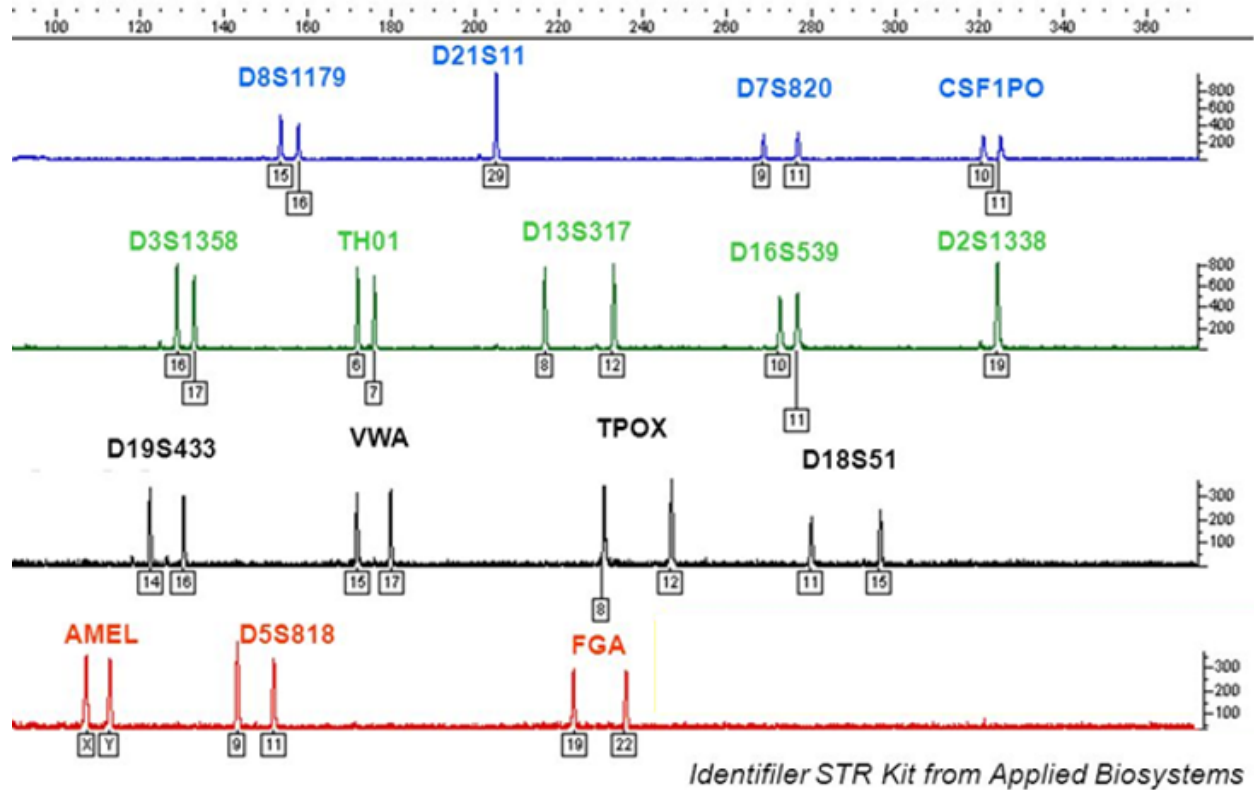 100 120 140 160 180 200 220 240 260 280 300 320 340 360
D8S1179 D21S11 D7S820 CSF1PO
800
600
400
200
15 29 9 11 10
16 11
D3S1358 TH01 D13S317 D16S539 D2S1338
800
600
400
200
16 6 8 12 10 19
17 7 11
D19S433 VWA TPOX D18S51
300
200
100
14 16 15 17 12 11 15
8
AMEL D5S818 FGA
300
200
100
X Y 9 11 19 22
Identifiler STR Kit from Applied Biosystems